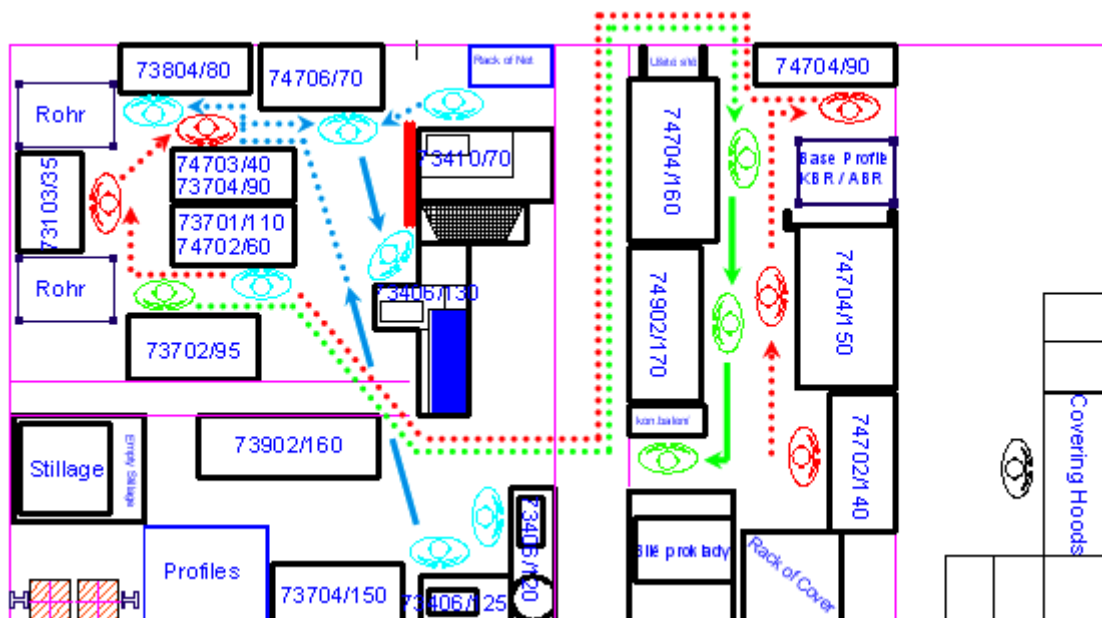 Rack of Net
73804/80
74706/70
74704/90
Rohr
74704/160
73410/70
Base Profile
KBR / ABR
74703/40
73704/90
73103/35
73701/110
74702/60
Rohr
73406/130
74902/170
74704/150
73702/95
kon.balení
74702/140
Covering Hoods
73902/160
Stillage
Empty Stillage
73406/120
Bílé proklady
Rack of Cover
Profiles
73704/150
73406/125